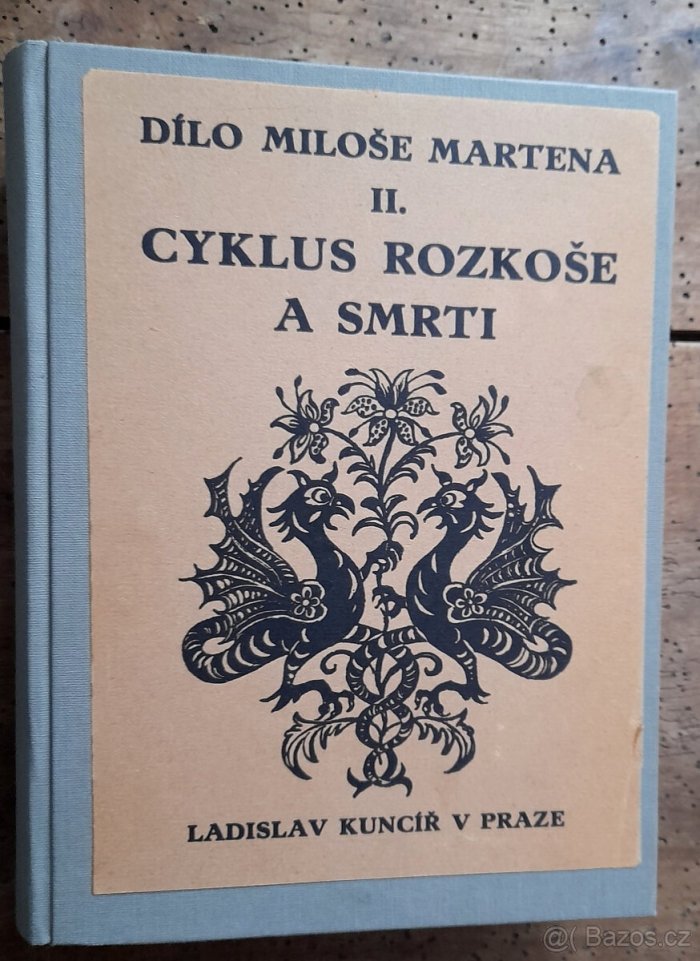 DÍLO MILOŠE MARTENA
II.
CYKLUS ROZKOŠE
A SMRTI
LADISLAV KUNCÍŘ V PRAZE
@( Bazos.cz